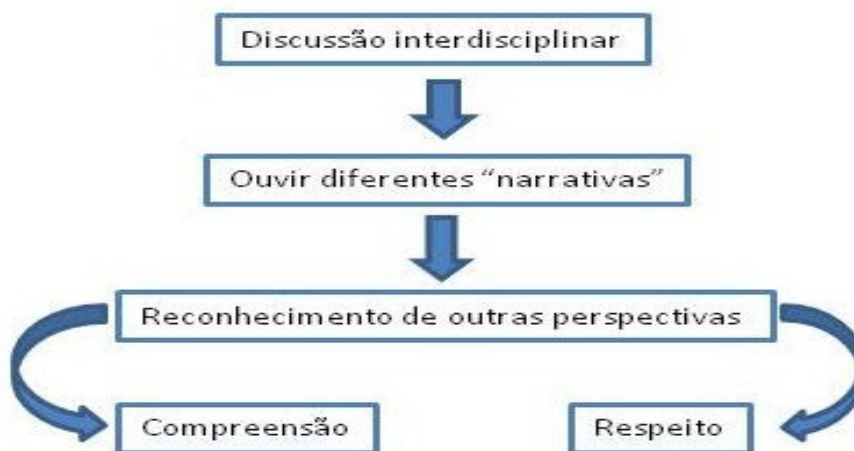 Discussão interdisciplinar
Ouvir diferentes “narrativas”
Reconhecimento de outras perspectivas
Compreensão
Respeito